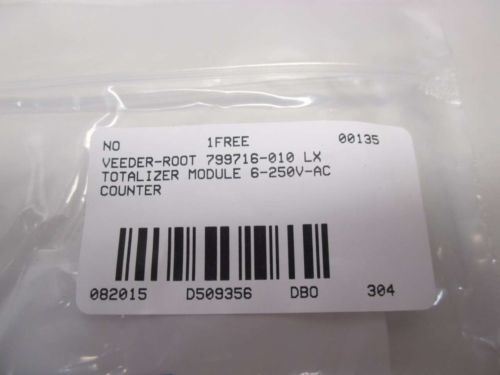 NO 1FREE 00135
VEEDER-ROOT 799716-010 LX
TOTALIZER MODULE 6-250V-AC
COUNTER
082015 D509356 DBO 304